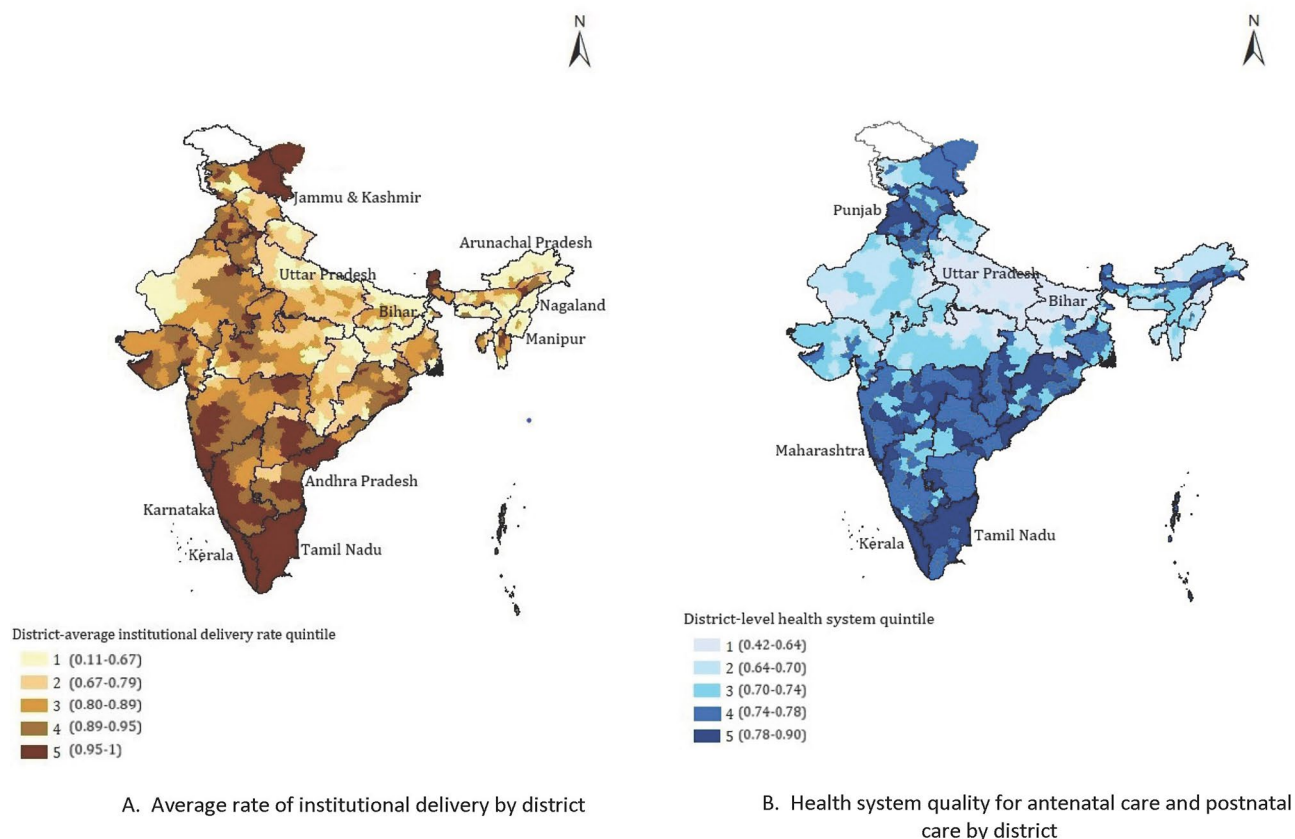 N
Jammu & Kashmir
Arunachal Pradesh
Uttar Pradesh
Bihar
Nagaland
Manipur
Andhra Pradesh
Karnataka
Kerala
Tamil Nadu
District-average institutional delivery rate quintile
1 (0.11-0.67)
2 (0.67-0.79)
3 (0.80-0.89)
4 (0.89-0.95)
5 (0.95-1)
A. Average rate of institutional delivery by district
N
Punjab
Uttar Pradesh
Bihar
Maharashtra
Kerala
Tamil Nadu
District-level health system quintile
1 (0.42-0.64)
2 (0.64-0.70)
3 (0.70-0.74)
4 (0.74-0.78)
5 (0.78-0.90)
B. Health system quality for antenatal care and postnatal
care by district